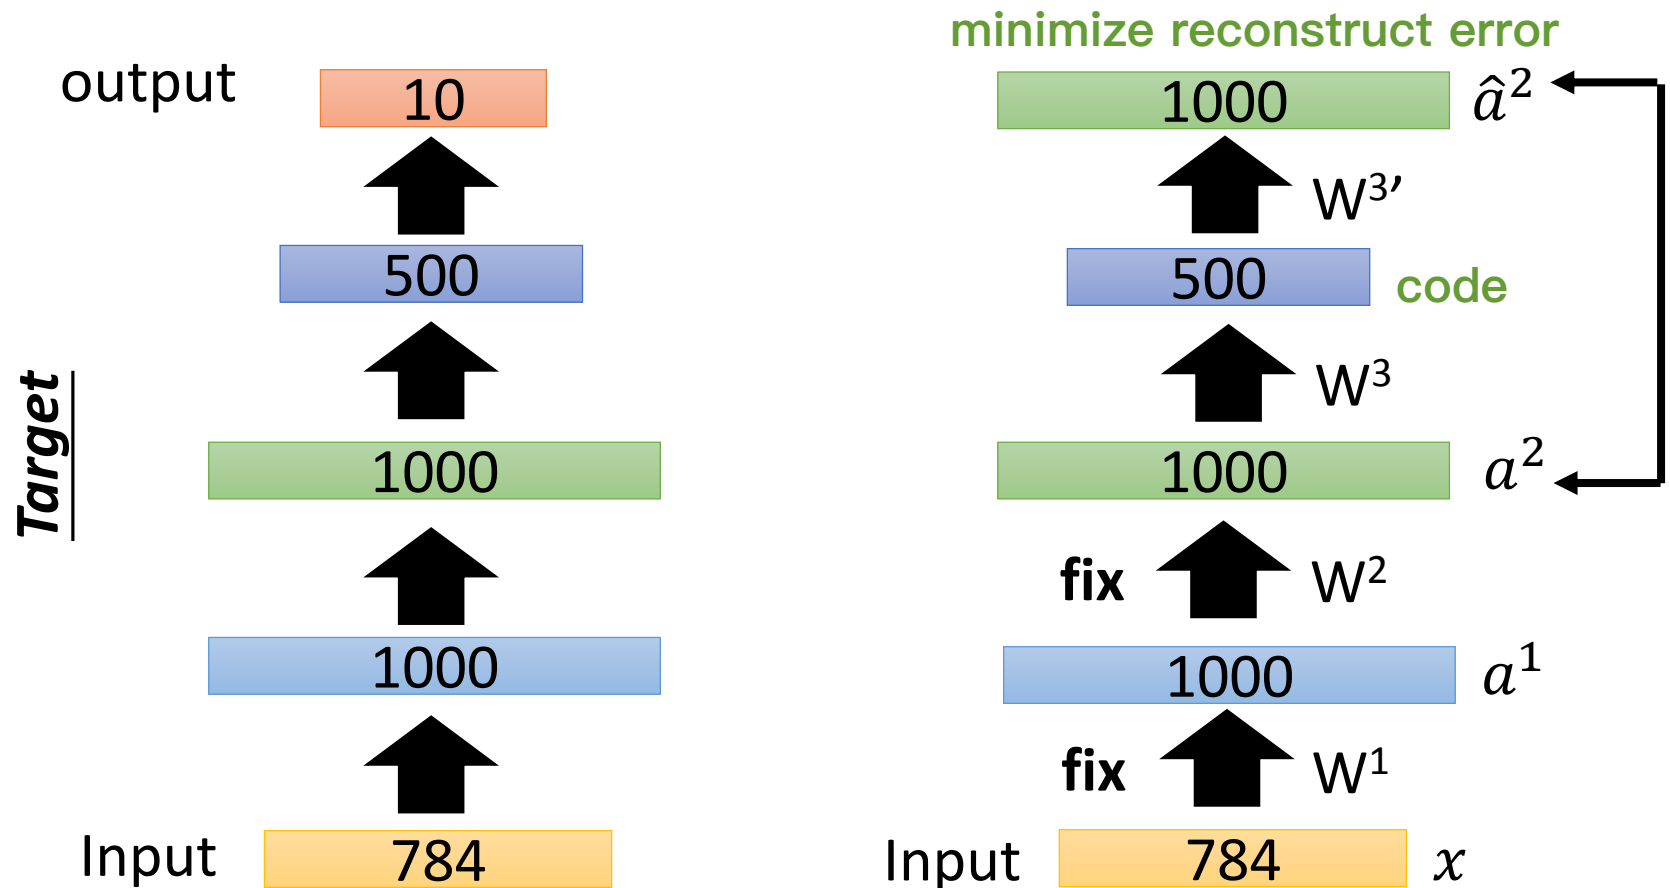 Target
output
10
500
1000
1000
Input 784
minimize reconstruct error
1000 â²
W³′
500 code
W³
1000 a²
fix W²
1000 a¹
fix W¹
Input 784 x